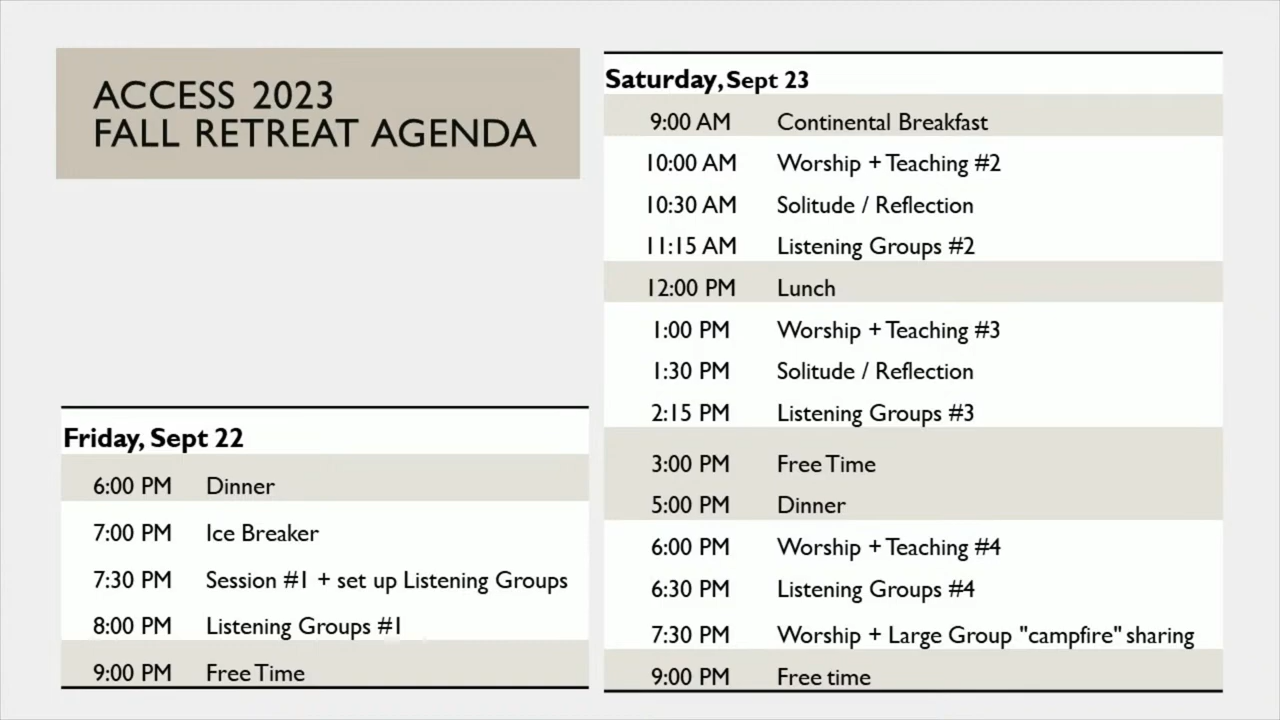 ACCESS 2023
FALL RETREAT AGENDA
Friday, Sept 22
6:00 PM Dinner
7:00 PM Ice Breaker
7:30 PM Session #1 + set up Listening Groups
8:00 PM Listening Groups #1
9:00 PM Free Time
Saturday, Sept 23
9:00 AM Continental Breakfast
10:00 AM Worship + Teaching #2
10:30 AM Solitude / Reflection
11:15 AM Listening Groups #2
12:00 PM Lunch
1:00 PM Worship + Teaching #3
1:30 PM Solitude / Reflection
2:15 PM Listening Groups #3
3:00 PM Free Time
5:00 PM Dinner
6:00 PM Worship + Teaching #4
6:30 PM Listening Groups #4
7:30 PM Worship + Large Group "campfire" sharing
9:00 PM Free time